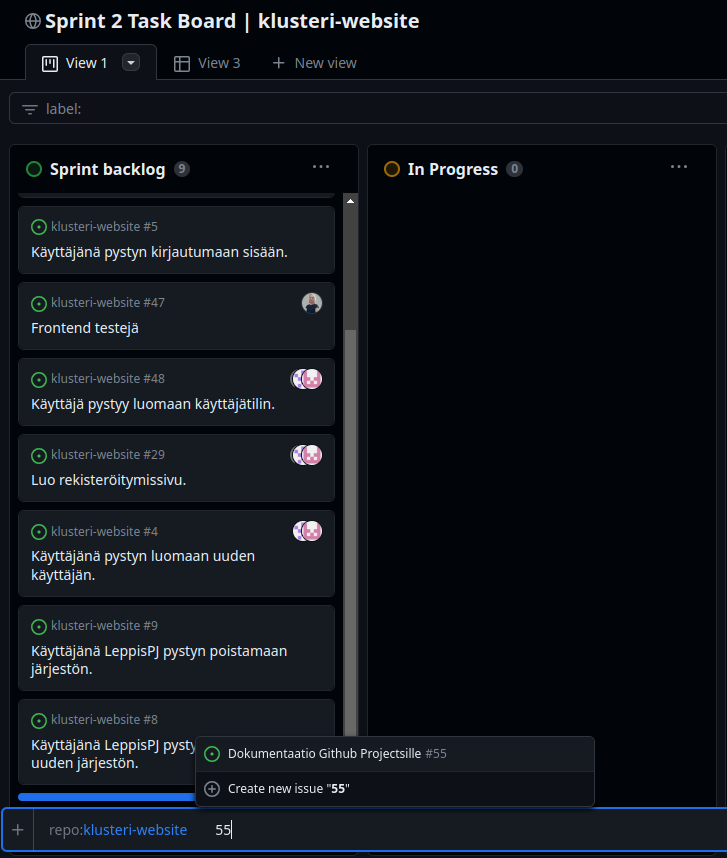 Sprint 2 Task Board | klusteri-website
View 1
View 3
New view
label:
Sprint backlog 9
In Progress 0
klusteri-website #5
Käyttäjänä pystyn kirjautumaan sisään.
klusteri-website #47
Frontend testejä
klusteri-website #48
Käyttäjä pystyy luomaan käyttäjätilin.
klusteri-website #29
Luo rekisteröitymissivu.
klusteri-website #4
Käyttäjänä pystyn luomaan uuden
käyttäjän.
klusteri-website #9
Käyttäjänä LeppisPJ pystyn poistamaan
järjestön.
klusteri-website #8
Käyttäjänä LeppisPJ pysty
uuden järjestön.
Dokumentaatio Github Projectsille #55
Create new issue "55"
repo:klusteri-website 55